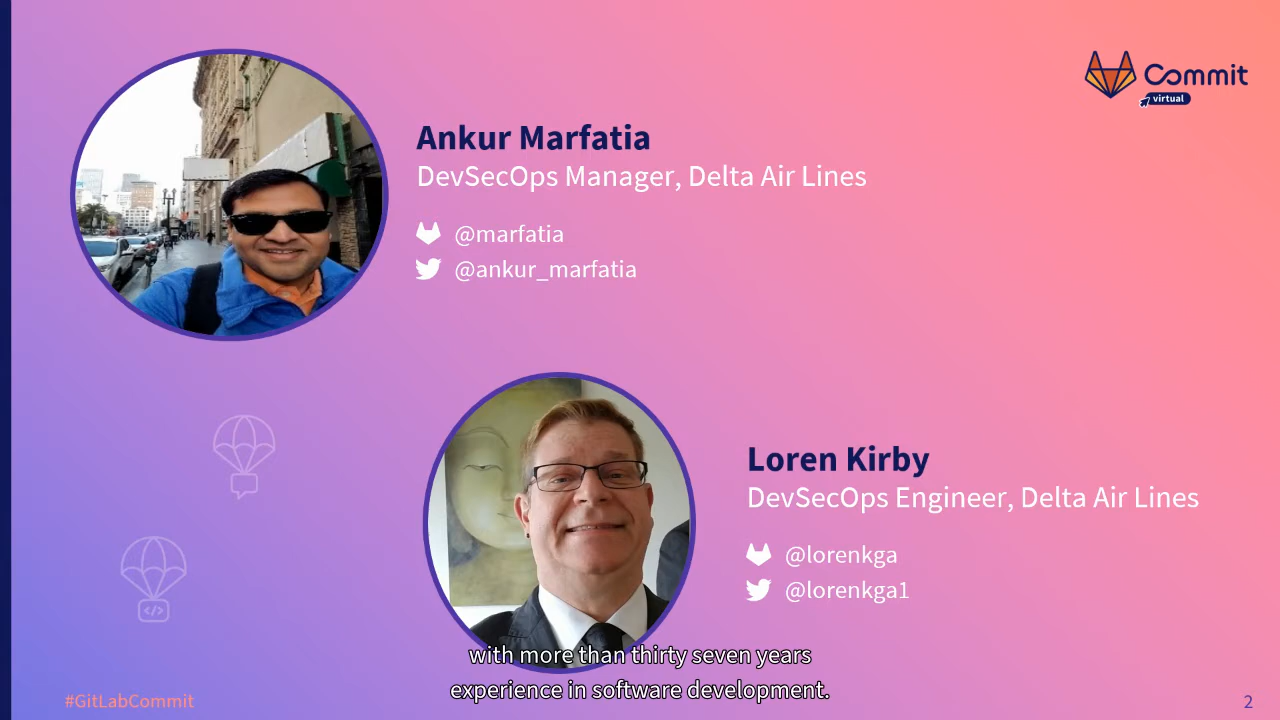 Commit
virtual
Ankur Marfatia
DevSecOps Manager, Delta Air Lines
@marfatia
@ankur_marfatia
Loren Kirby
DevSecOps Engineer, Delta Air Lines
@lorenkga
@lorenkga1
</>
with more than thirty seven years
experience in software development.
#GitLabCommit
2